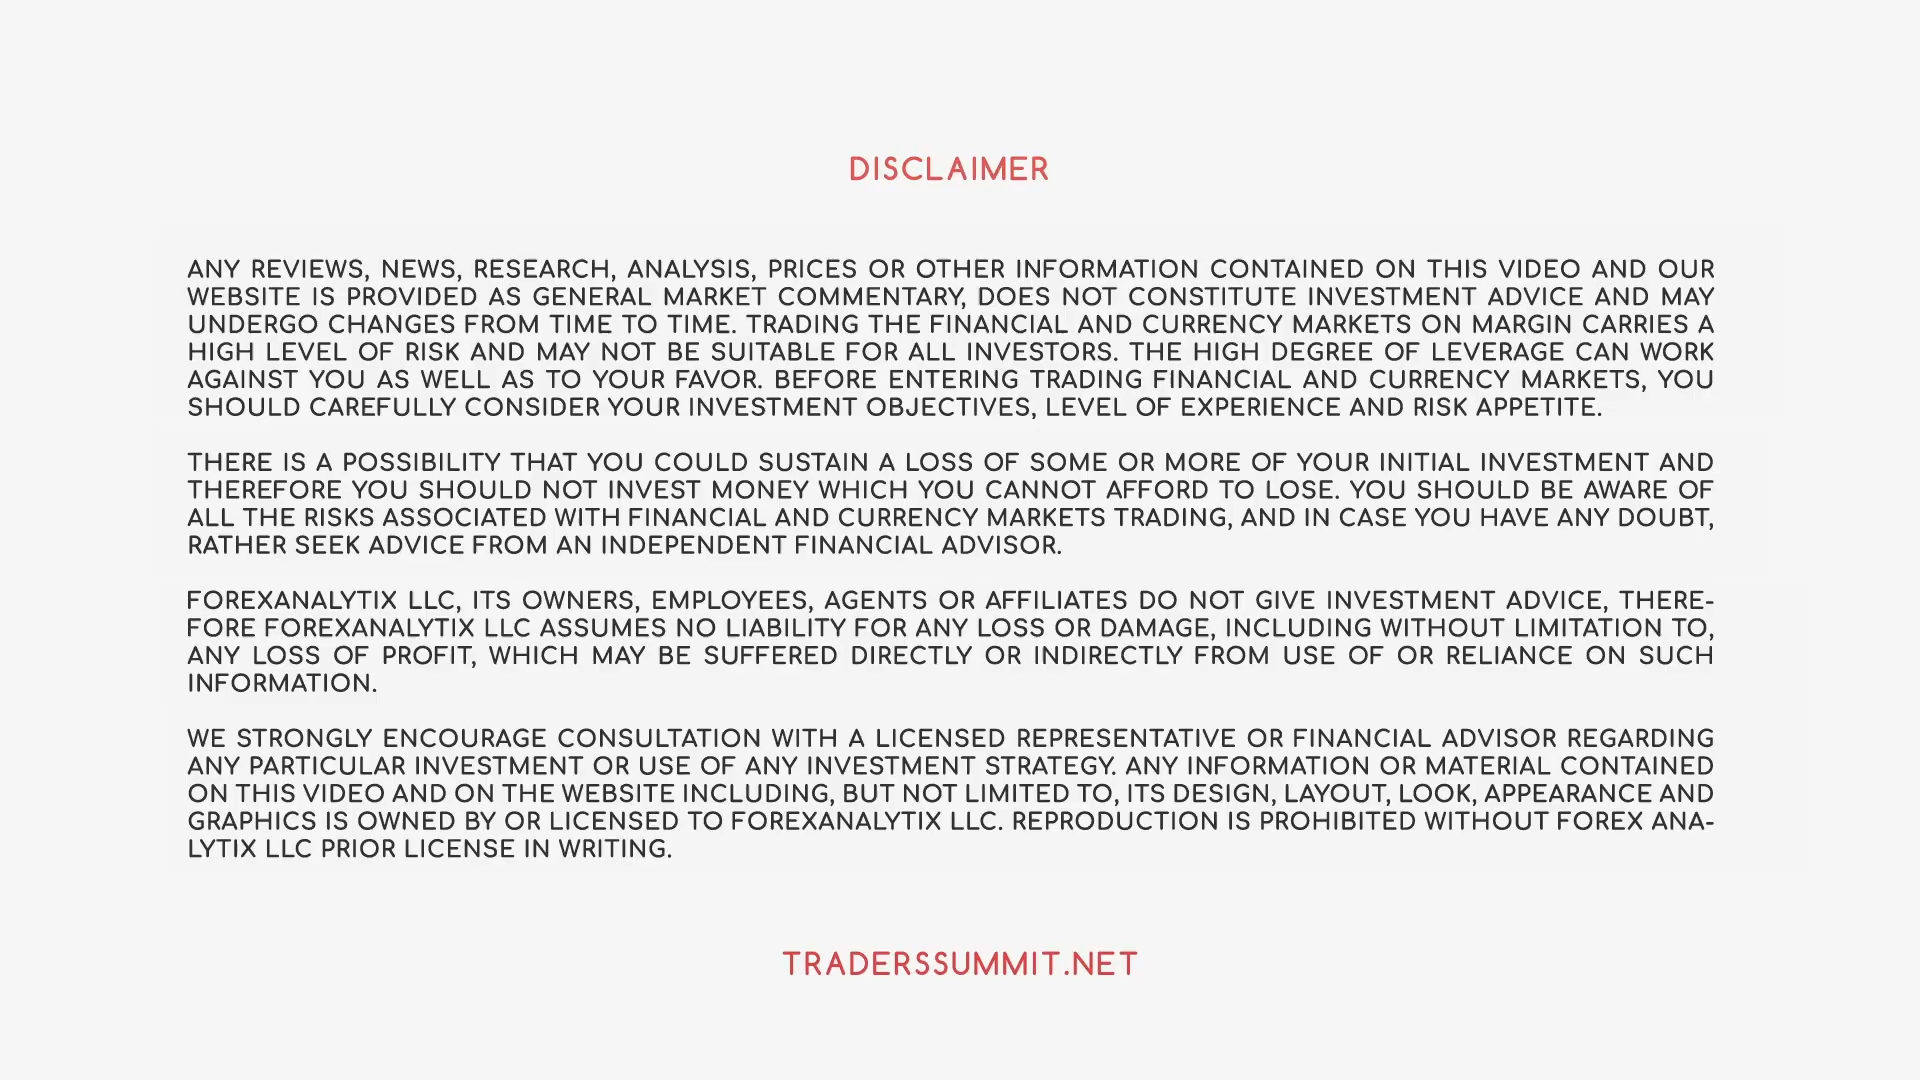 DISCLAIMER
ANY REVIEWS, NEWS, RESEARCH, ANALYSIS, PRICES OR OTHER INFORMATION CONTAINED ON THIS VIDEO AND OUR
WEBSITE IS PROVIDED AS GENERAL MARKET COMMENTARY, DOES NOT CONSTITUTE INVESTMENT ADVICE AND MAY
UNDERGO CHANGES FROM TIME TO TIME. TRADING THE FINANCIAL AND CURRENCY MARKETS ON MARGIN CARRIES A
HIGH LEVEL OF RISK AND MAY NOT BE SUITABLE FOR ALL INVESTORS. THE HIGH DEGREE OF LEVERAGE CAN WORK
AGAINST YOU AS WELL AS TO YOUR FAVOR. BEFORE ENTERING TRADING FINANCIAL AND CURRENCY MARKETS, YOU
SHOULD CAREFULLY CONSIDER YOUR INVESTMENT OBJECTIVES, LEVEL OF EXPERIENCE AND RISK APPETITE.
THERE IS A POSSIBILITY THAT YOU COULD SUSTAIN A LOSS OF SOME OR MORE OF YOUR INITIAL INVESTMENT AND
THEREFORE YOU SHOULD NOT INVEST MONEY WHICH YOU CANNOT AFFORD TO LOSE. YOU SHOULD BE AWARE OF
ALL THE RISKS ASSOCIATED WITH FINANCIAL AND CURRENCY MARKETS TRADING, AND IN CASE YOU HAVE ANY DOUBT,
RATHER SEEK ADVICE FROM AN INDEPENDENT FINANCIAL ADVISOR.
FOREXANALYTIX LLC, ITS OWNERS, EMPLOYEES, AGENTS OR AFFILIATES DO NOT GIVE INVESTMENT ADVICE, THERE-
FORE FOREXANALYTIX LLC ASSUMES NO LIABILITY FOR ANY LOSS OR DAMAGE, INCLUDING WITHOUT LIMITATION TO,
ANY LOSS OF PROFIT, WHICH MAY BE SUFFERED DIRECTLY OR INDIRECTLY FROM USE OF OR RELIANCE ON SUCH
INFORMATION.
WE STRONGLY ENCOURAGE CONSULTATION WITH A LICENSED REPRESENTATIVE OR FINANCIAL ADVISOR REGARDING
ANY PARTICULAR INVESTMENT OR USE OF ANY INVESTMENT STRATEGY. ANY INFORMATION OR MATERIAL CONTAINED
ON THIS VIDEO AND ON THE WEBSITE INCLUDING, BUT NOT LIMITED TO, ITS DESIGN, LAYOUT, LOOK, APPEARANCE AND
GRAPHICS IS OWNED BY OR LICENSED TO FOREXANALYTIX LLC. REPRODUCTION IS PROHIBITED WITHOUT FOREX ANA-
LYTIX LLC PRIOR LICENSE IN WRITING.
TRADERSSUMMIT.NET